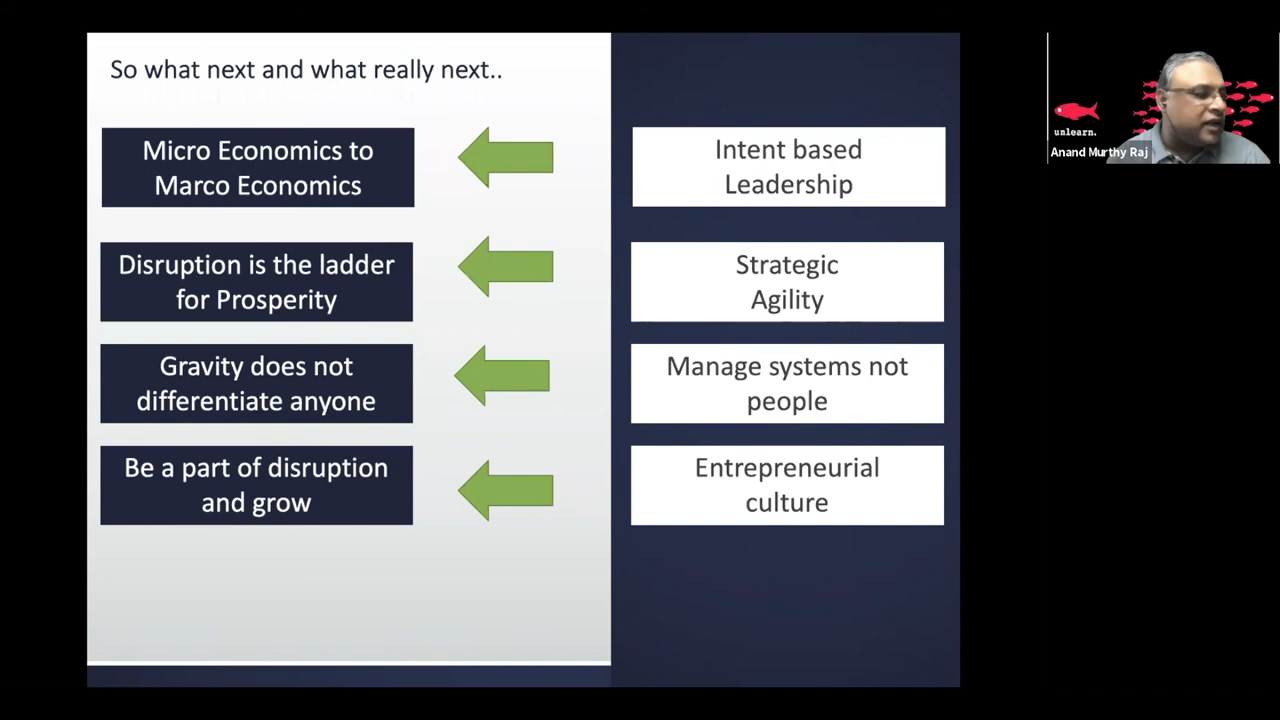 So what next and what really next..
Micro Economics to
Marco Economics
Intent based
Leadership
Disruption is the ladder
for Prosperity
Strategic
Agility
Gravity does not
differentiate anyone
Manage systems not
people
Be a part of disruption
and grow
Entrepreneurial
culture
unlearn.
Anand Murthy Raj